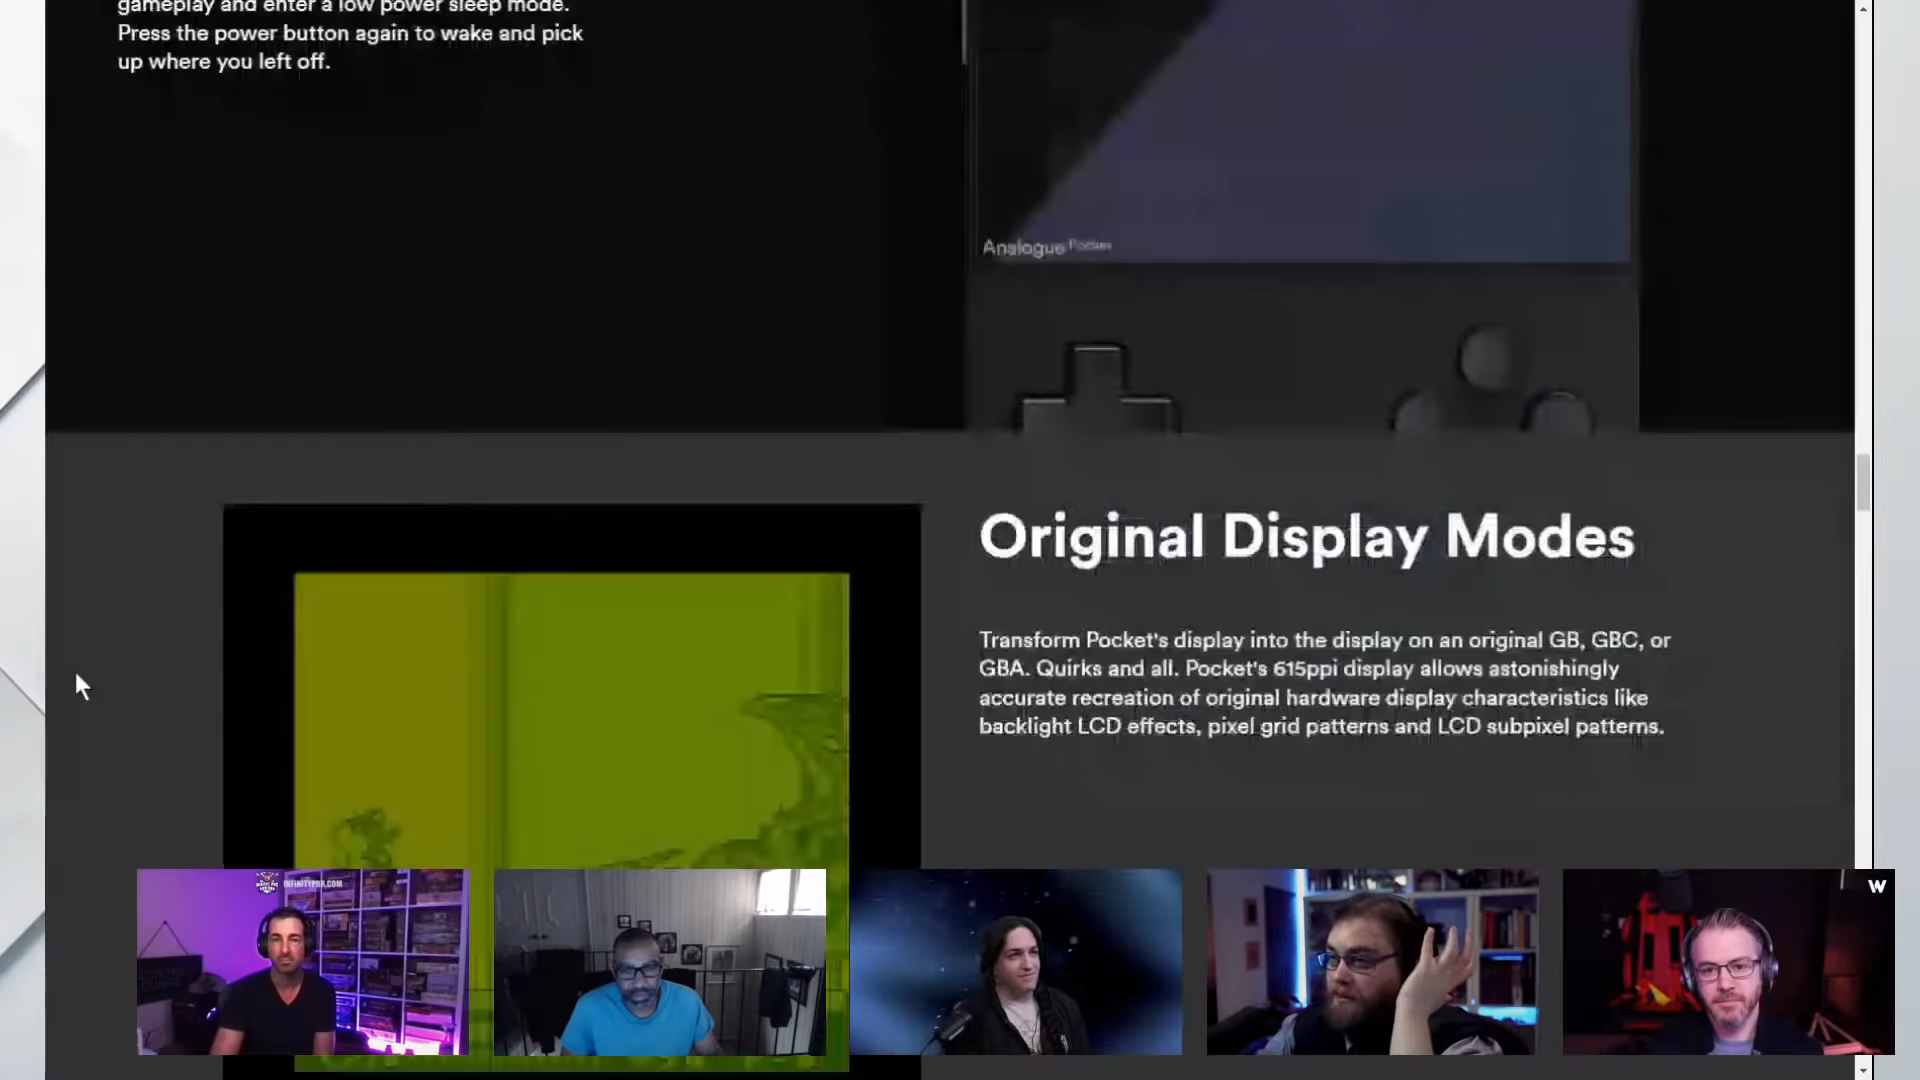 gameplay and enter a low power sleep mode.
Press the power button again to wake and pick
up where you left off.
Analogue Pocket
Original Display Modes
Transform Pocket's display into the display on an original GB, GBC, or
GBA. Quirks and all. Pocket's 615ppi display allows astonishingly
accurate recreation of original hardware display characteristics like
backlight LCD effects, pixel grid patterns and LCD subpixel patterns.
INFINITYPBR.COM
W